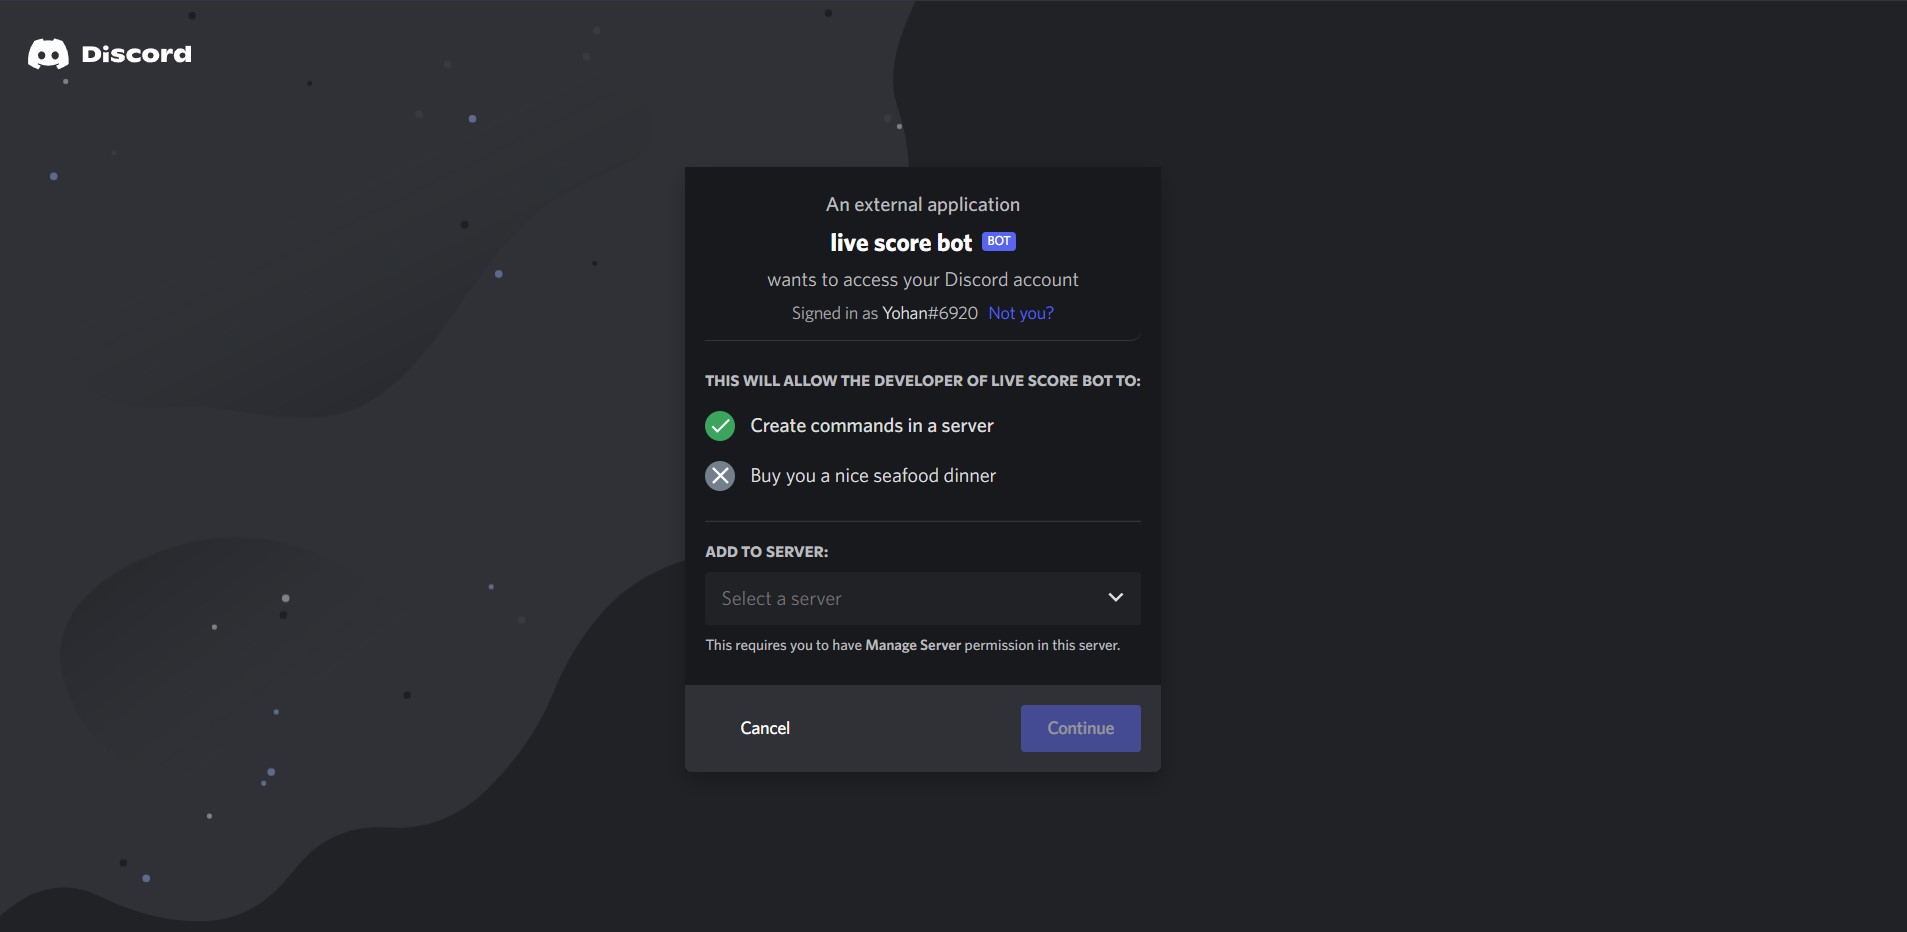 Discord
An external application
live score bot BOT
wants to access your Discord account
Signed in as Yohan#6920 Not you?
THIS WILL ALLOW THE DEVELOPER OF LIVE SCORE BOT TO:
Create commands in a server
Buy you a nice seafood dinner
ADD TO SERVER:
Select a server
This requires you to have Manage Server permission in this server.
Cancel
Continue